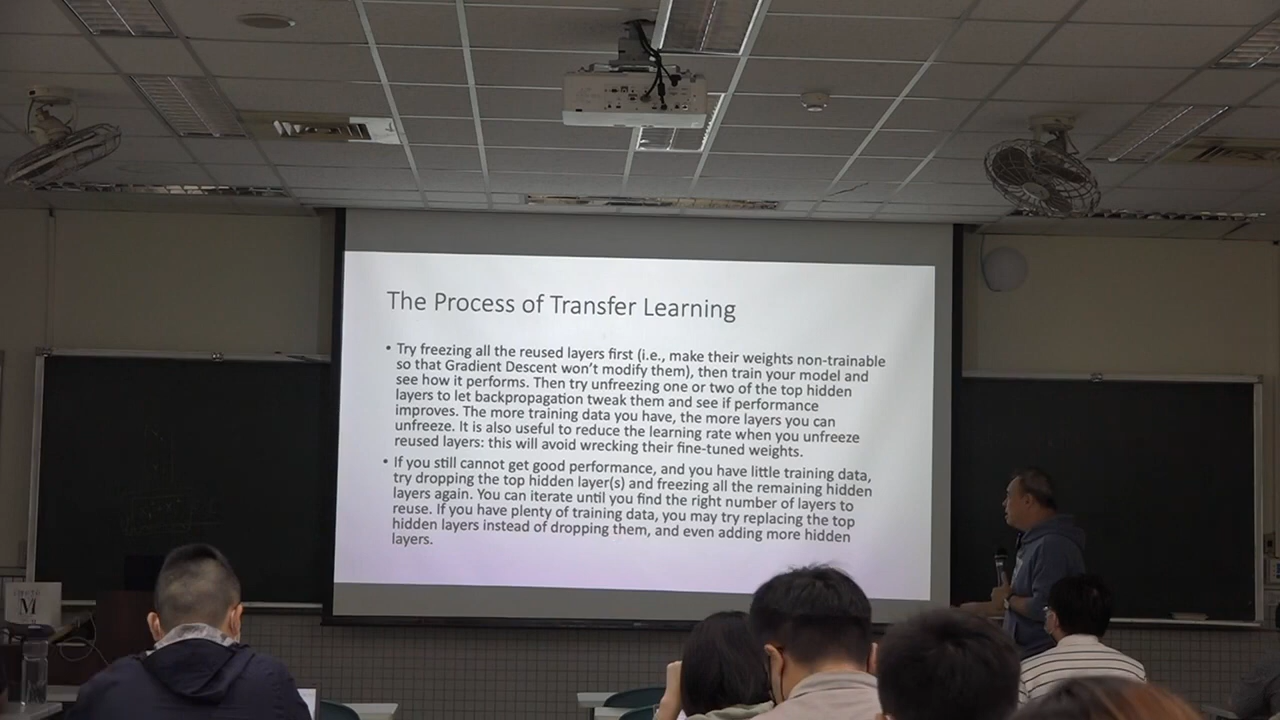 The Process of Transfer Learning
• Try freezing all the reused layers first (i.e., make their weights non-trainable
so that Gradient Descent won't modify them), then train your model and
see how it performs. Then try unfreezing one or two of the top hidden
layers to let backpropagation tweak them and see if performance
improves. The more training data you have, the more layers you can
unfreeze. It is also useful to reduce the learning rate when you unfreeze
reused layers: this will avoid wrecking their fine-tuned weights.
• If you still cannot get good performance, and you have little training data,
try dropping the top hidden layer(s) and freezing all the remaining hidden
layers again. You can iterate until you find the right number of layers to
reuse. If you have plenty of training data, you may try replacing the top
hidden layers instead of dropping them, and even adding more hidden
layers.
M